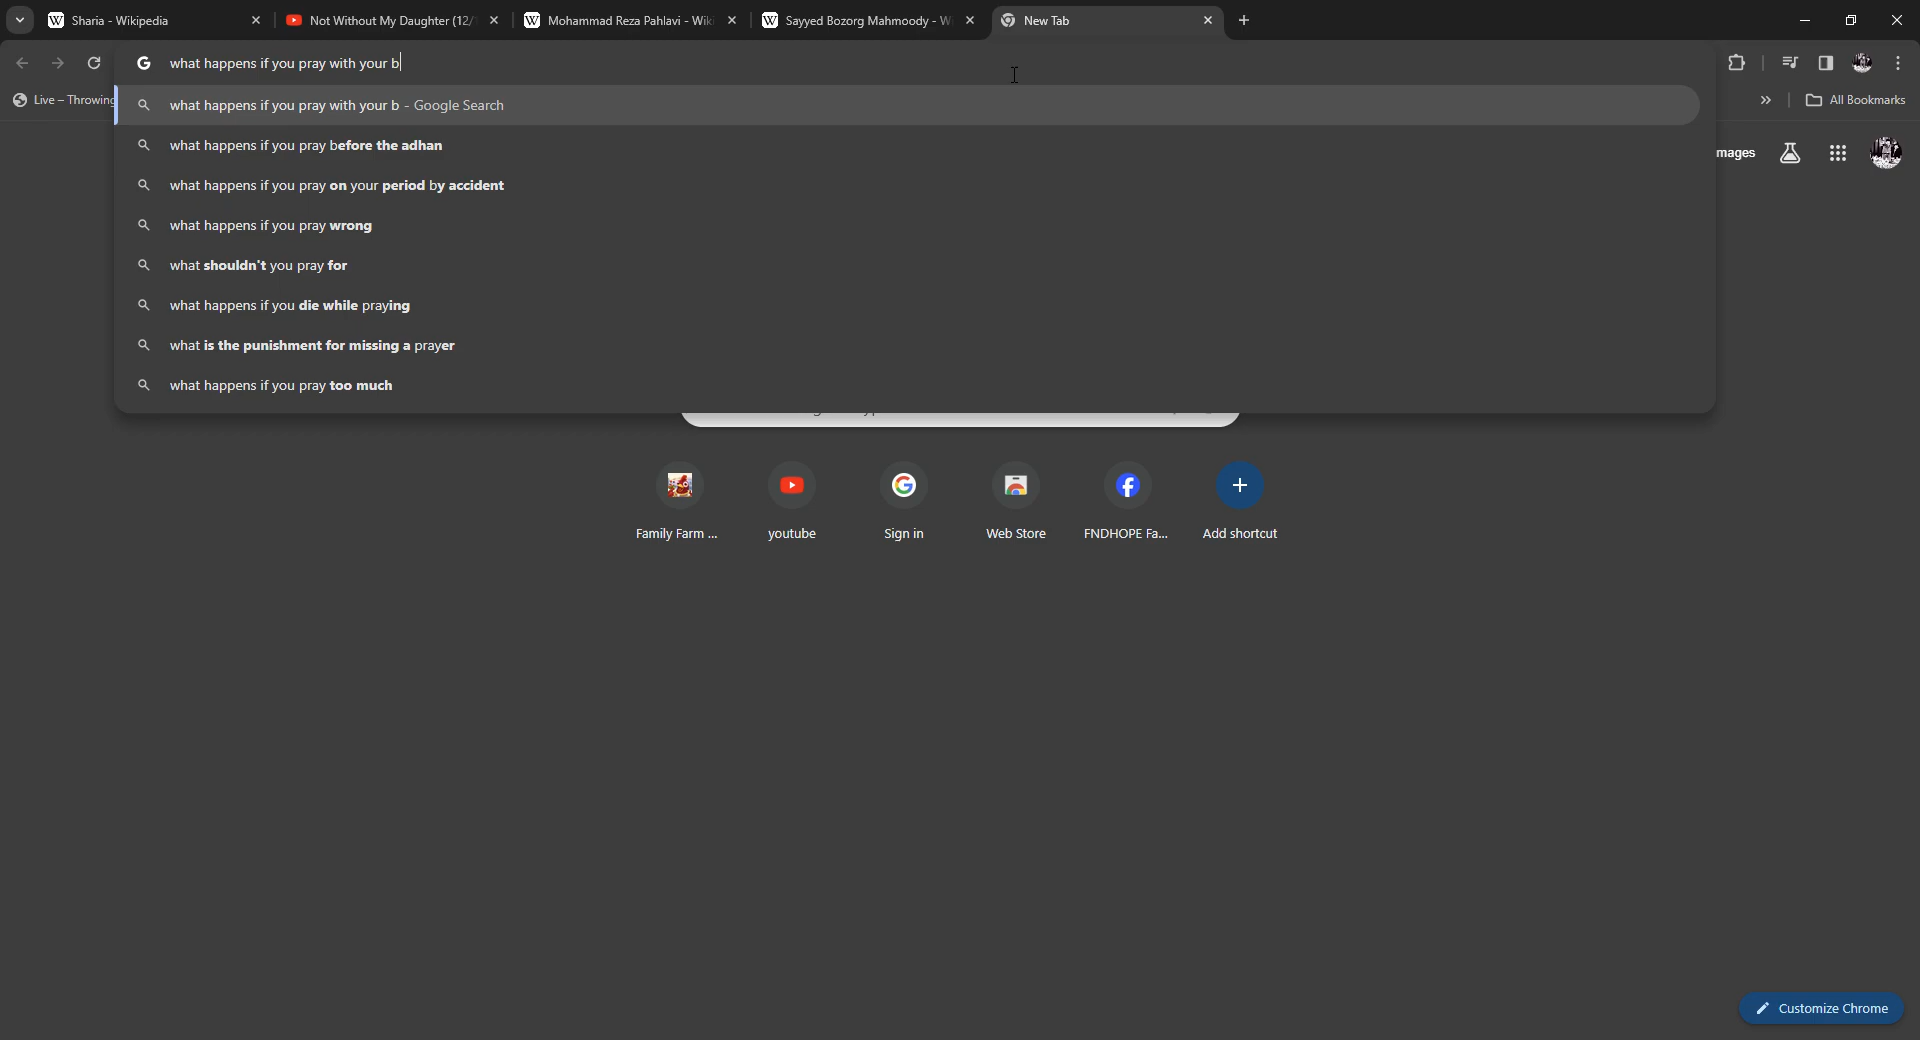 Sharia - Wikipedia
Not Without My Daughter (12/
Mohammad Reza Pahlavi - Wiki
Sayyed Bozorg Mahmoody - W
New Tab
what happens if you pray with your b
Live – Throwing
All Bookmarks
what happens if you pray with your b - Google Search
what happens if you pray before the adhan
mages
what happens if you pray on your period by accident
what happens if you pray wrong
what shouldn't you pray for
what happens if you die while praying
what is the punishment for missing a prayer
what happens if you pray too much
Family Farm ...
youtube
Sign in
Web Store
FNDHOPE Fa...
Add shortcut
Customize Chrome